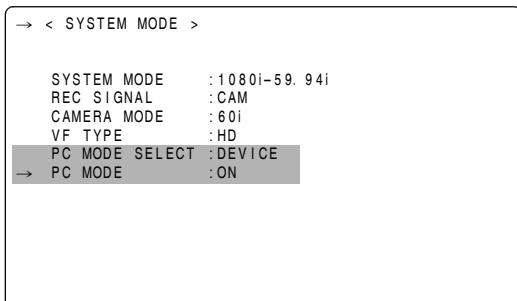 → < SYSTEM MODE >
SYSTEM MODE :1080i–59. 94i
REC SIGNAL :CAM
CAMERA MODE :60i
VF TYPE :HD
PC MODE SELECT :DEVICE
→ PC MODE :ON